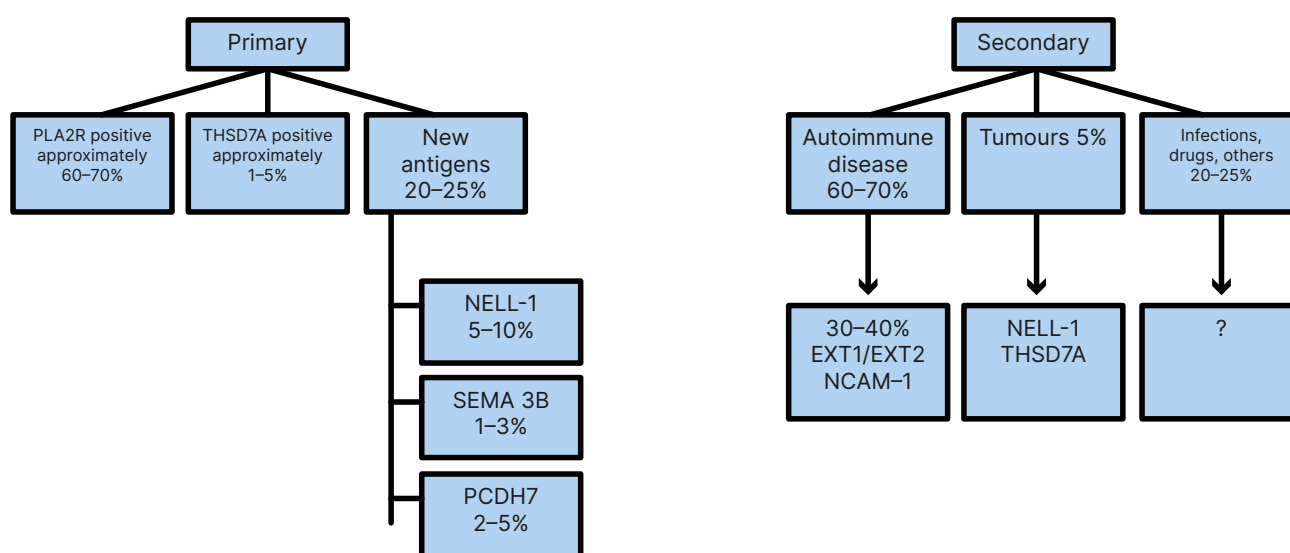 Primary
PLA2R positive
approximately
60–70%
THSD7A positive
approximately
1–5%
New
antigens
20–25%
NELL-1
5–10%
SEMA 3B
1–3%
PCDH7
2–5%
Secondary
Autoimmune
disease
60–70%
Tumours 5%
Infections,
drugs, others
20–25%
30–40%
EXT1/EXT2
NCAM–1
NELL-1
THSD7A
?